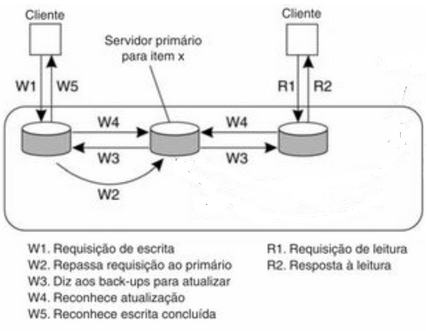 Cliente
Cliente
Servidor primário
para item x
W1
W5
R1
R2
W4
W4
W3
W3
W2
W1. Requisição de escrita
W2. Repassa requisição ao primário
W3. Diz aos back-ups para atualizar
W4. Reconhece atualização
W5. Reconhece escrita concluída
R1. Requisição de leitura
R2. Resposta à leitura